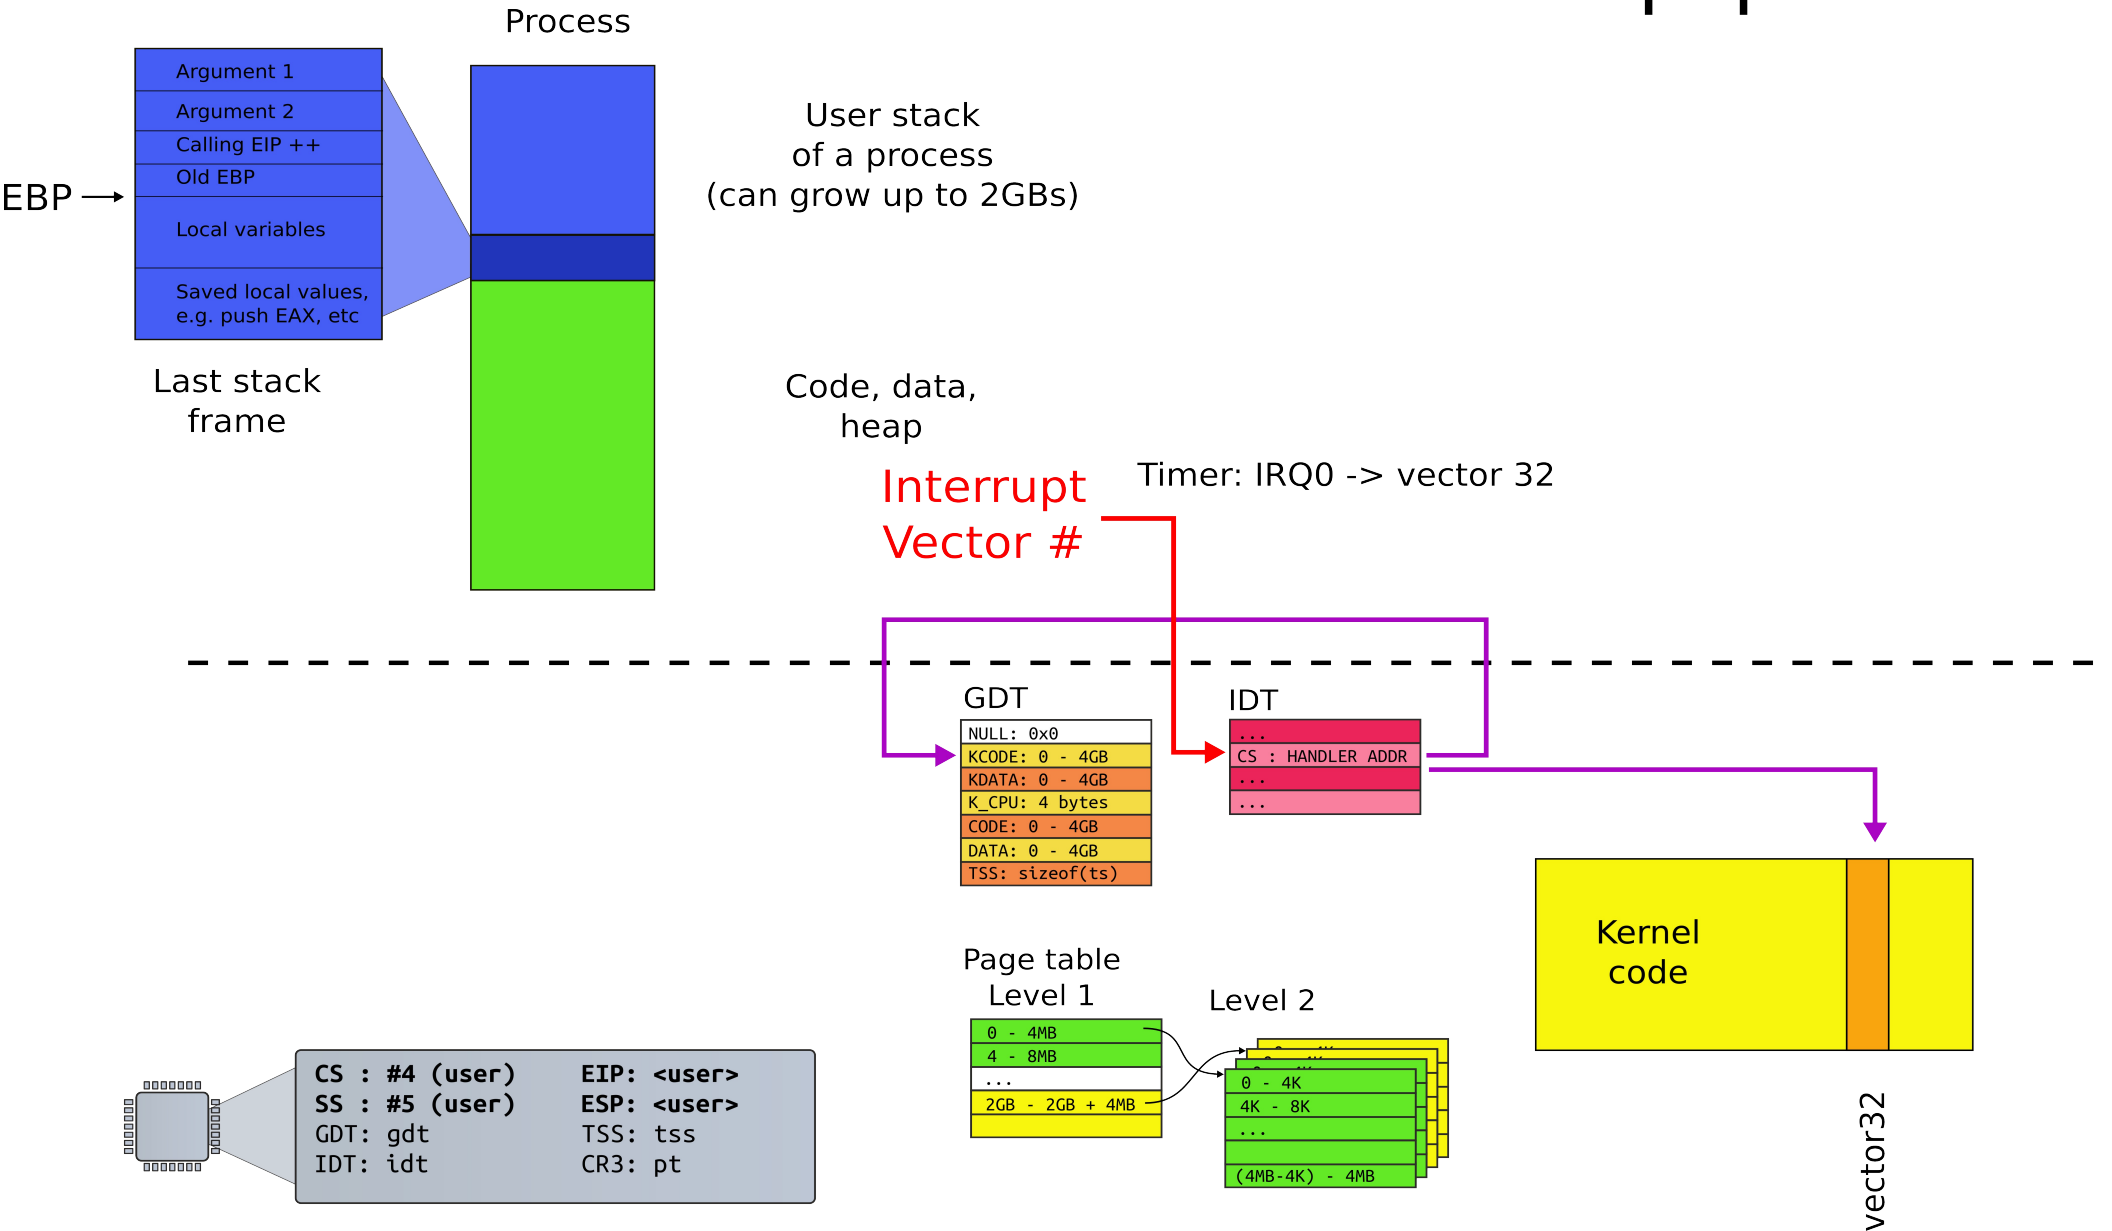 Process
Argument 1
Argument 2
Calling EIP ++
Old EBP
EBP
Local variables
Saved local values,
e.g. push EAX, etc
Last stack
frame
User stack
of a process
(can grow up to 2GBs)
Code, data,
heap
Interrupt
Vector #
Timer: IRQ0 -> vector 32
GDT
NULL: 0x0
KCODE: 0 - 4GB
KDATA: 0 - 4GB
K_CPU: 4 bytes
CODE: 0 - 4GB
DATA: 0 - 4GB
TSS: sizeof(ts)
IDT
...
CS : HANDLER ADDR
...
...
Kernel
code
vector32
Page table
Level 1
0 - 4MB
4 - 8MB
...
2GB - 2GB + 4MB
Level 2
0 - 4K
4K - 8K
...
(4MB-4K) - 4MB
CS : #4 (user) EIP: <user>
SS : #5 (user) ESP: <user>
GDT: gdt TSS: tss
IDT: idt CR3: pt